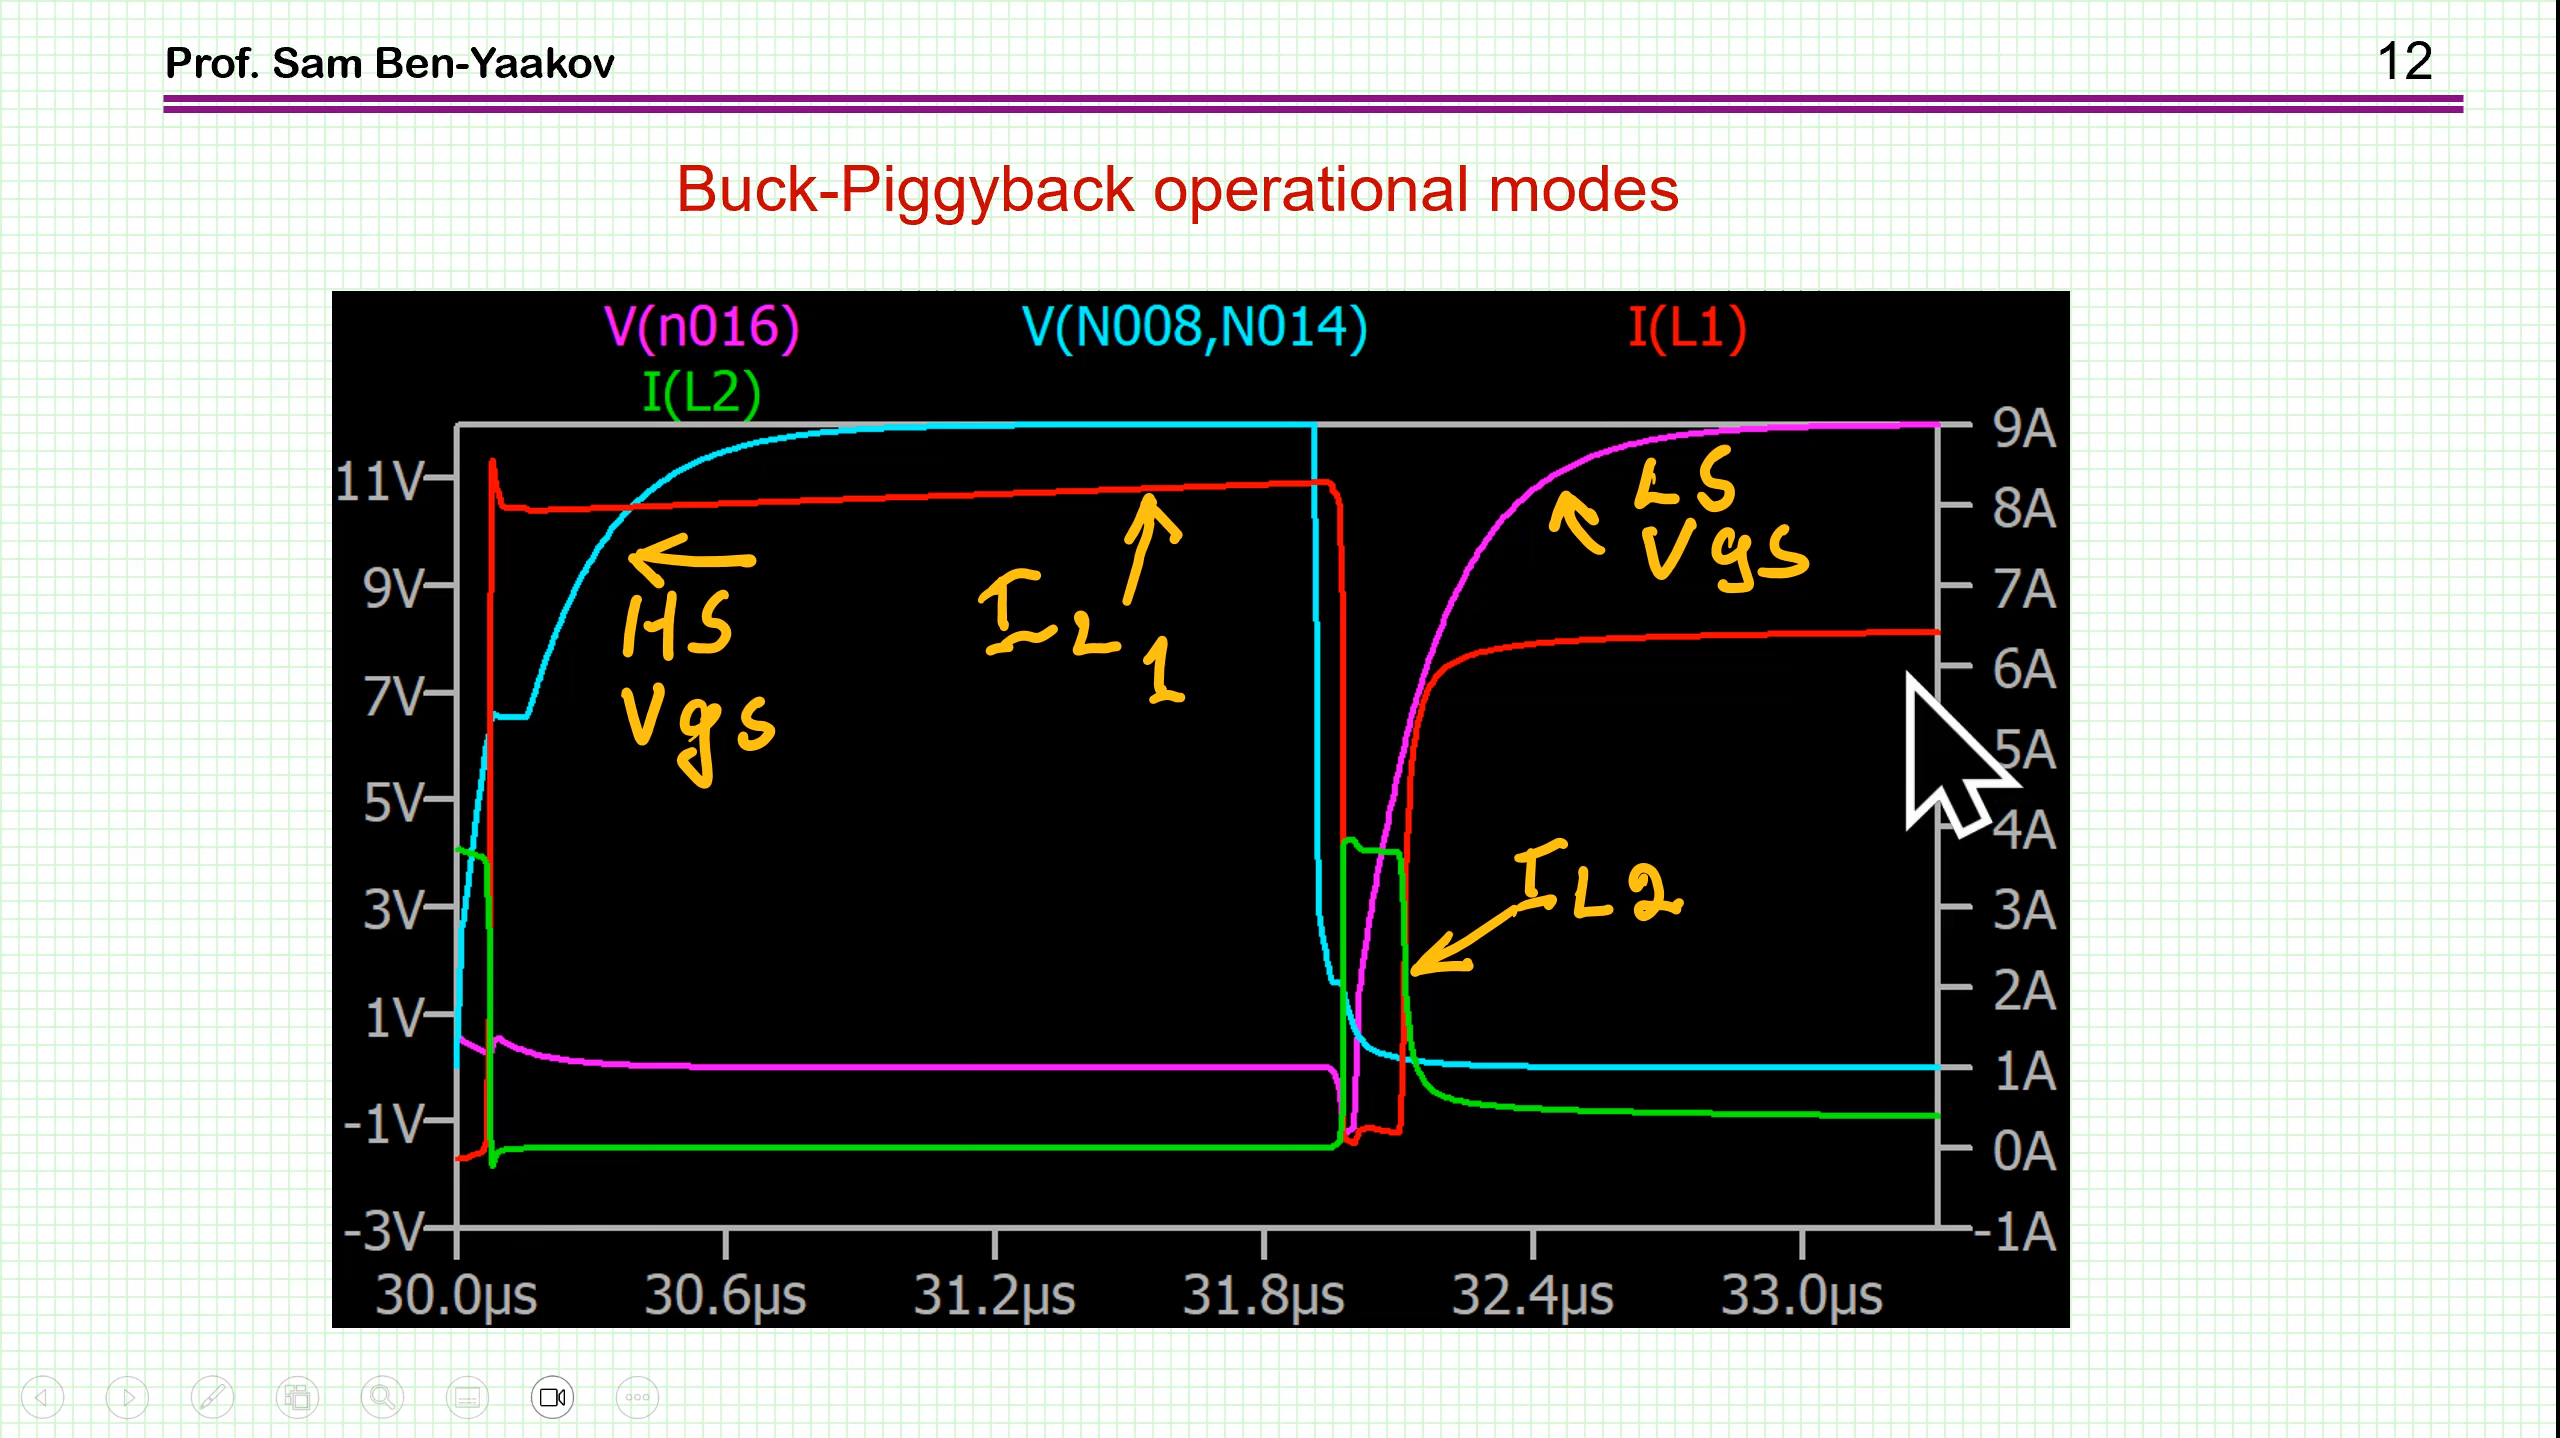 Prof. Sam Ben-Yaakov 12
Buck-Piggyback operational modes
V(n016) V(N008,N014) I(L1)
I(L2)
11V
9V
7V
5V
3V
1V
-1V
-3V
9A
8A
7A
6A
5A
4A
3A
2A
1A
0A
-1A
HS
Vgs
IL1
LS
Vgs
IL2
30.0µs 30.6µs 31.2µs 31.8µs 32.4µs 33.0µs